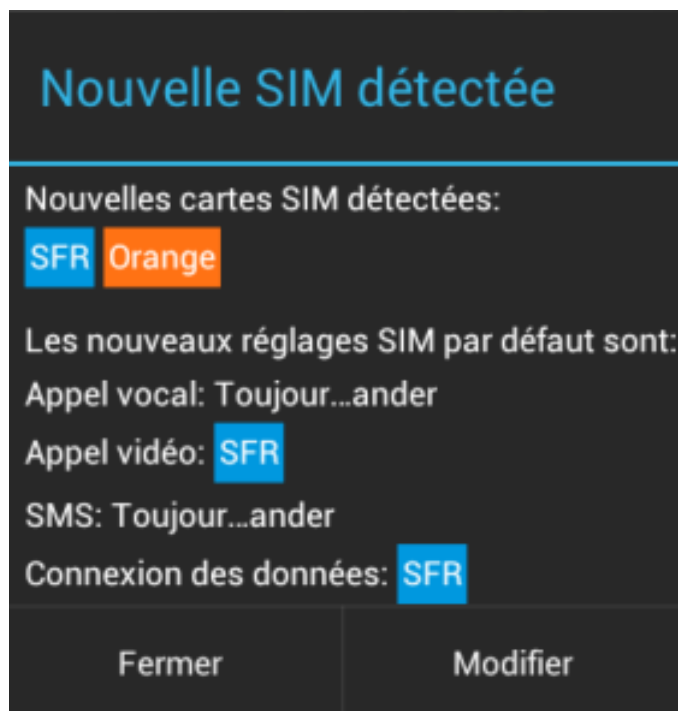 Nouvelle SIM détectée
Nouvelles cartes SIM détectées:
SFR Orange
Les nouveaux réglages SIM par défaut sont:
Appel vocal: Toujour...ander
Appel vidéo: SFR
SMS: Toujour...ander
Connexion des données: SFR
Fermer Modifier